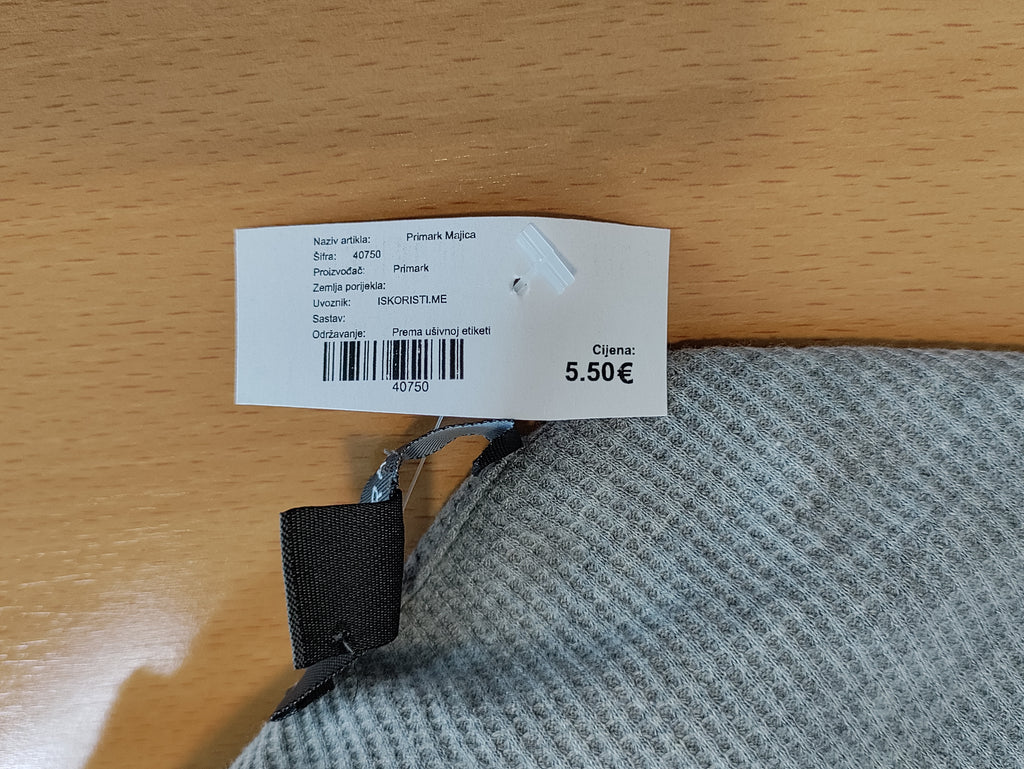 Naziv artikla: Primark Majica
Šifra: 40750
Proizvođač: Primark
Zemlja porijekla:
Uvoznik: ISKORISTI.ME
Sastav:
Održavanje: Prema ušivnoj etiketi
40750
Cijena:
5.50€